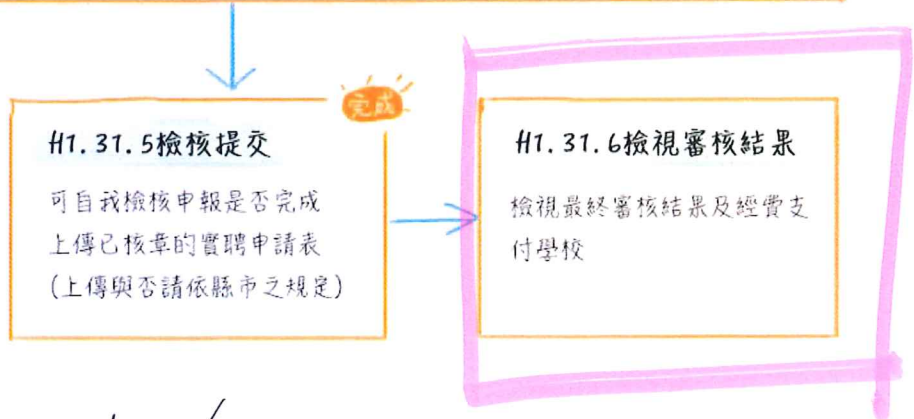 完成
H1.31.5檢核提交
可自我檢核申報是否完成
上傳已核章的實聘申請表
(上傳與否請依縣市之規定)
H1.31.6檢視審核結果
檢視最終審核結果及經費支
付學校